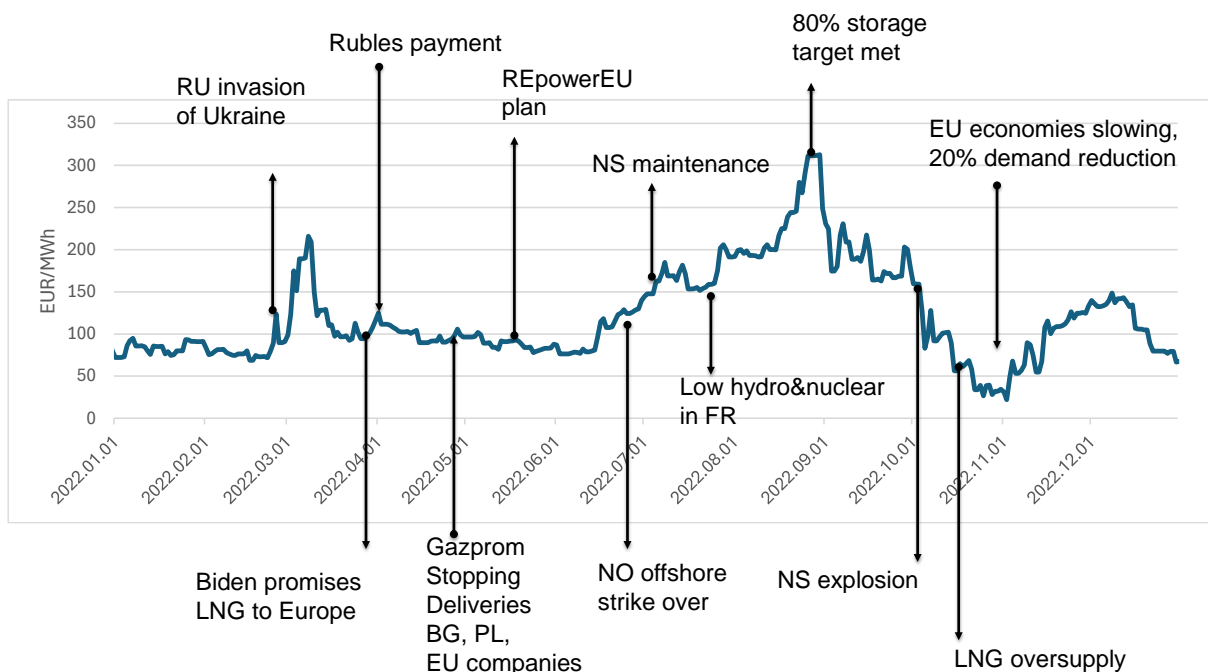 80% storage
target met
Rubles payment
REpowerEU
plan
RU invasion
of Ukraine
EU economies slowing,
20% demand reduction
NS maintenance
350
300
250
200
150
100
50
0
EUR/MWh
Low hydro&nuclear
in FR
2022.01.01
2022.02.01
2022.03.01
2022.04.01
2022.05.01
2022.06.01
2022.07.01
2022.08.01
2022.09.01
2022.10.01
2022.11.01
2022.12.01
Biden promises
LNG to Europe
Gazprom
Stopping
Deliveries
BG, PL,
EU companies
NO offshore
strike over
NS explosion
LNG oversupply